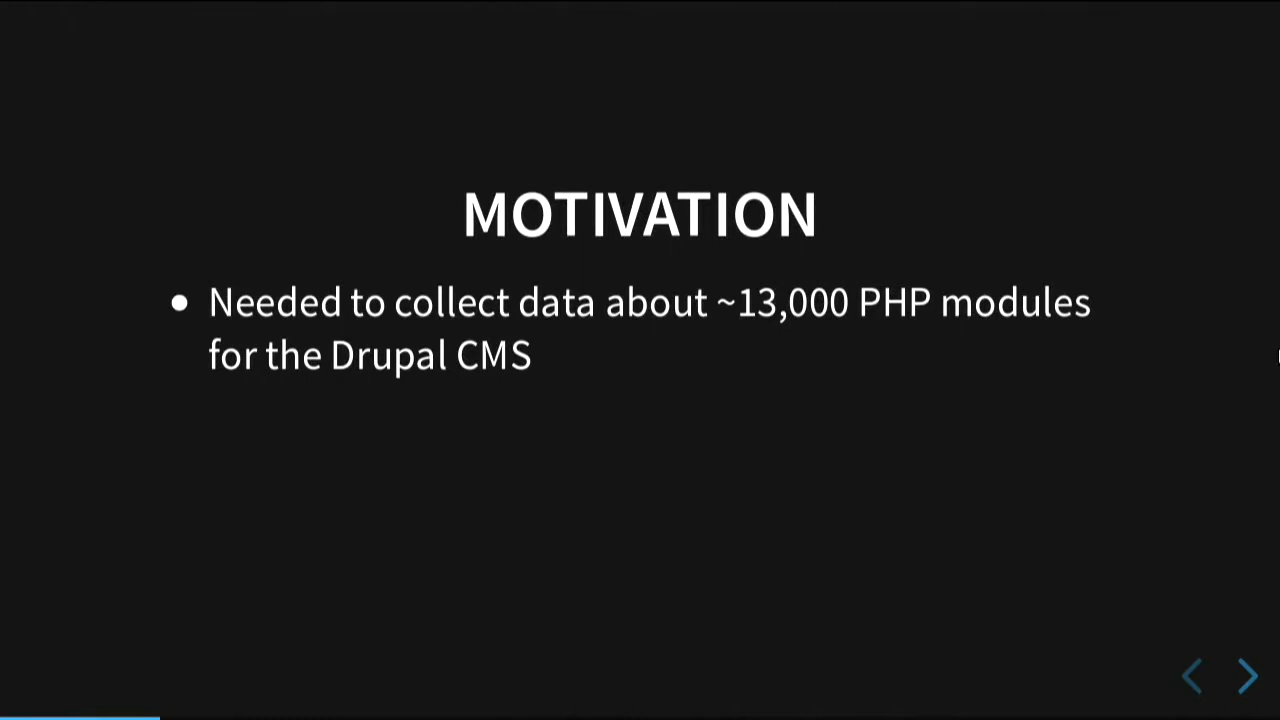 MOTIVATION
• Needed to collect data about ~13,000 PHP modules
for the Drupal CMS